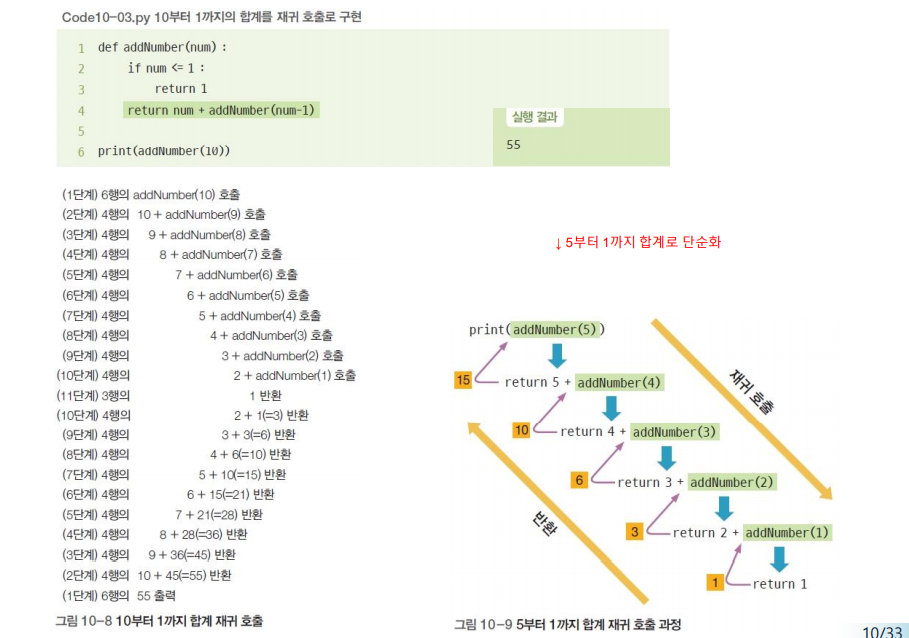 Code10-03.py 10부터 1까지의 합계를 재귀 호출로 구현
1 def addNumber(num) :
2 if num <= 1 :
3 return 1
4 return num + addNumber(num-1)
5
6 print(addNumber(10))
실행 결과
55
(1단계) 6행의 addNumber(10) 호출
(2단계) 4행의 10 + addNumber(9) 호출
(3단계) 4행의 9 + addNumber(8) 호출
(4단계) 4행의 8 + addNumber(7) 호출
(5단계) 4행의 7 + addNumber(6) 호출
(6단계) 4행의 6 + addNumber(5) 호출
(7단계) 4행의 5 + addNumber(4) 호출
(8단계) 4행의 4 + addNumber(3) 호출
(9단계) 4행의 3 + addNumber(2) 호출
(10단계) 4행의 2 + addNumber(1) 호출
(11단계) 3행의 1 반환
(10단계) 4행의 2 + 1(=3) 반환
(9단계) 4행의 3 + 3(=6) 반환
(8단계) 4행의 4 + 6(=10) 반환
(7단계) 4행의 5 + 10(=15) 반환
(6단계) 4행의 6 + 15(=21) 반환
(5단계) 4행의 7 + 21(=28) 반환
(4단계) 4행의 8 + 28(=36) 반환
(3단계) 4행의 9 + 36(=45) 반환
(2단계) 4행의 10 + 45(=55) 반환
(1단계) 6행의 55 출력
그림 10-8 10부터 1까지 합계 재귀 호출
↓ 5부터 1까지 합계로 단순화
print(addNumber(5))
15 return 5 + addNumber(4)
재귀 호출
10 return 4 + addNumber(3)
6 return 3 + addNumber(2)
반환
3 return 2 + addNumber(1)
1 return 1
그림 10-9 5부터 1까지 합계 재귀 호출 과정
10/33